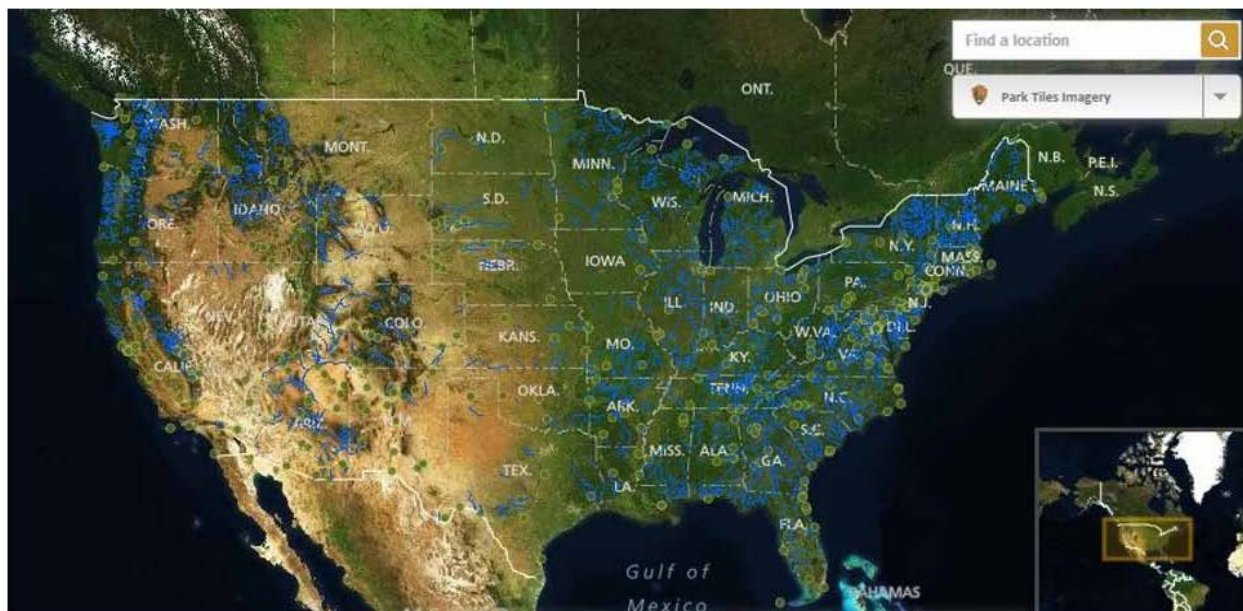 Find a location
QUE.
Park Tiles Imagery
ONT.
WASH.
MONT.
N.D.
MINN.
N.B.
P.E.I.
MAINE
N.S.
ORE.
IDAHO
S.D.
WIS.
MICH.
N.H.
N.Y.
MASS.
CONN.
NEBR.
IOWA
PA.
N.J.
NEV.
UTAH
COLO
ILL
IND.
OHIO
DEL.
W.VA.
VA.
KANS.
MO.
KY.
CALIF.
OKLA.
TENN.
N.C.
ARIZ.
N.M.
ARK.
S.C.
TEX.
MISS.
ALA.
GA.
LA.
FLA.
Gulf of
Mexico
BAHAMAS